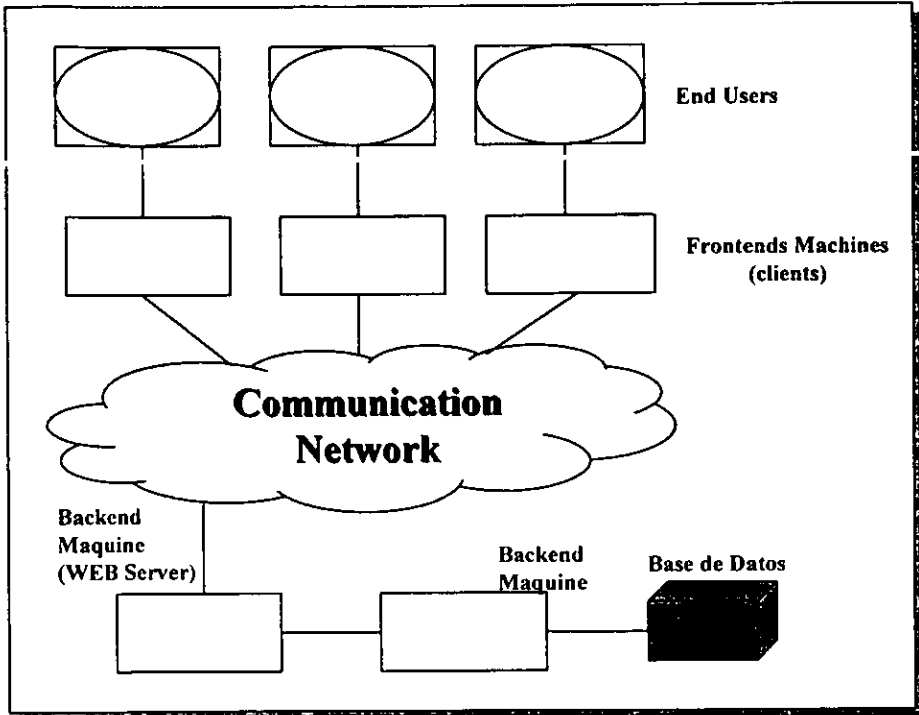 End Users
Frontends Machines
(clients)
Communication
Network
Backend
Maquine
(WEB Server)
Backend
Maquine
Base de Datos